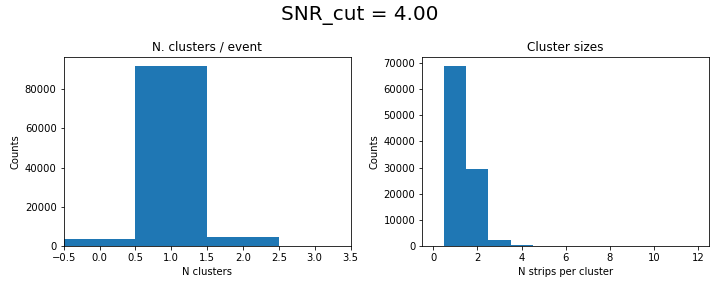 SNR_cut = 4.00
N. clusters / event
Counts
80000
60000
40000
20000
0
−0.5 0.0 0.5 1.0 1.5 2.0 2.5 3.0 3.5
N clusters
Cluster sizes
Counts
70000
60000
50000
40000
30000
20000
10000
0
0 2 4 6 8 10 12
N strips per cluster